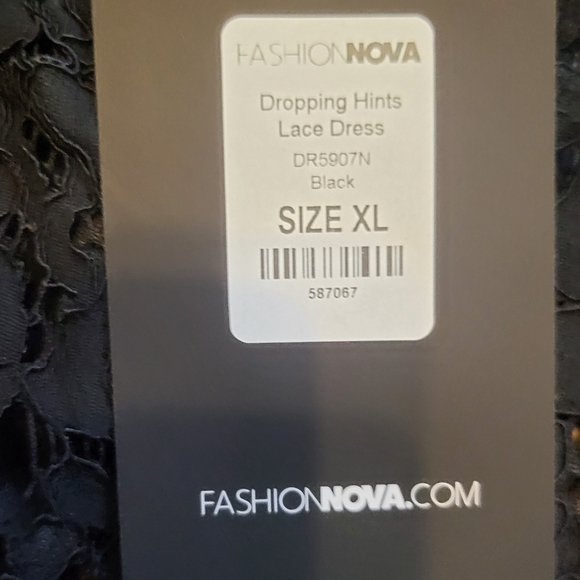 FASHIONNOVA
Dropping Hints
Lace Dress
DR5907N
Black
SIZE XL
587067
FASHIONNOVA.COM